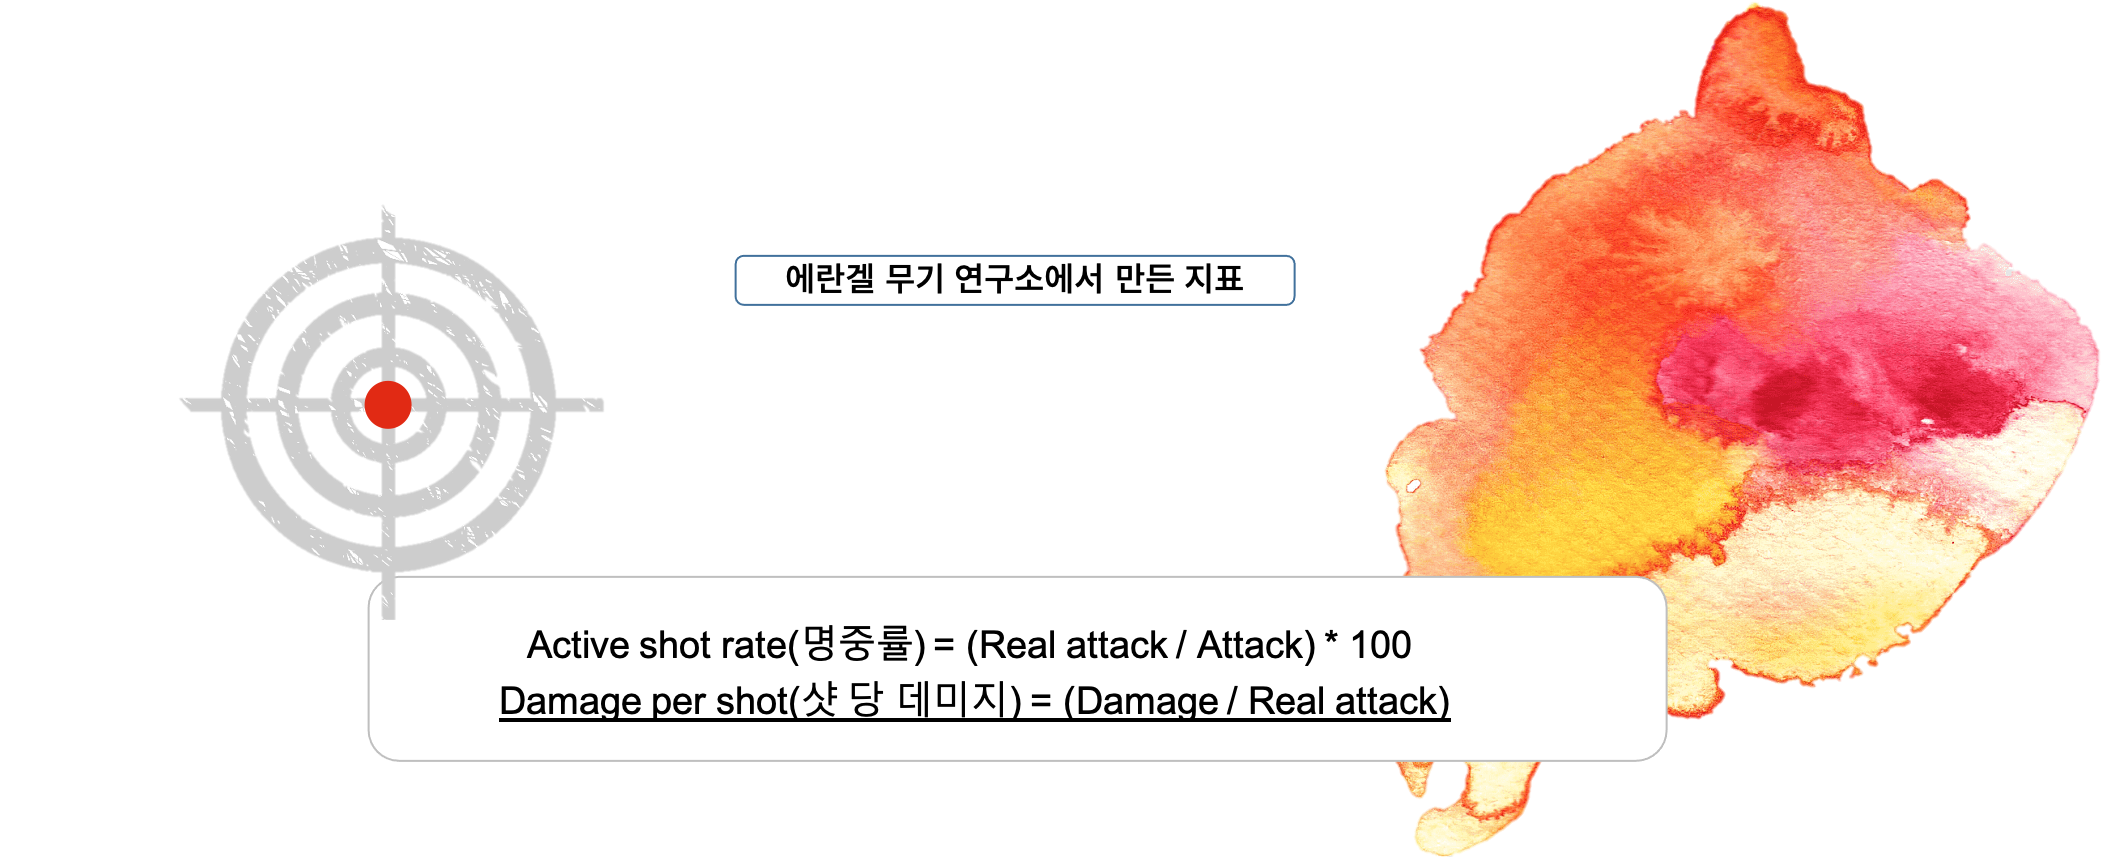 에란겔 무기 연구소에서 만든 지표
Active shot rate(명중률) = (Real attack / Attack) * 100
Damage per shot(샷 당 데미지) = (Damage / Real attack)